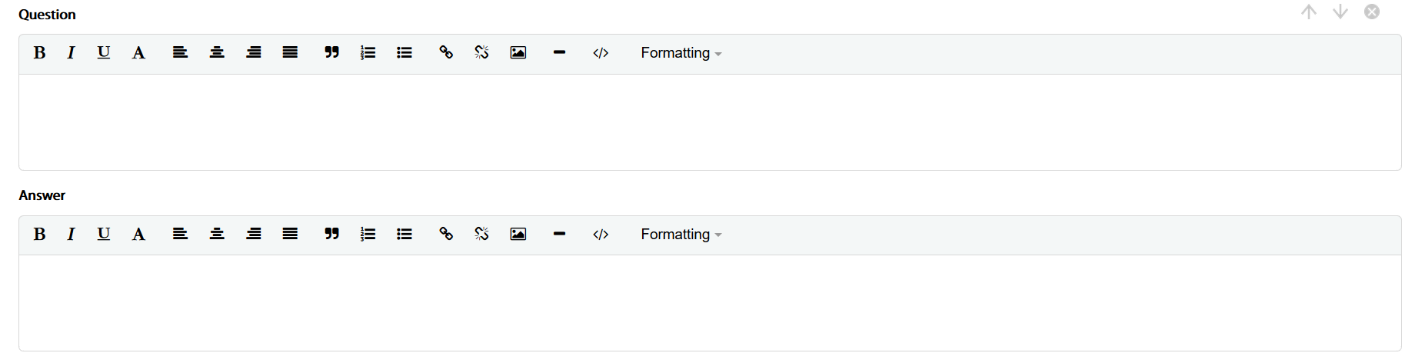 Question
B I U A Formatting
Answer
B I U A Formatting